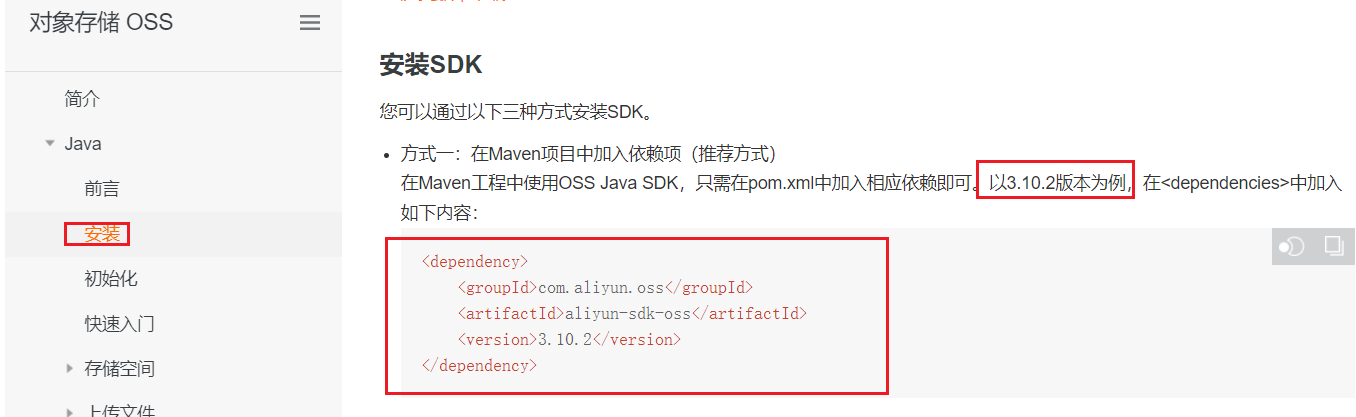 对象存储 OSS
简介
Java
前言
安装
初始化
快速入门
存储空间
上传文件
安装SDK
您可以通过以下三种方式安装SDK。
方式一：在Maven项目中加入依赖项（推荐方式）
在Maven工程中使用OSS Java SDK，只需在pom.xml中加入相应依赖即可。以3.10.2版本为例，在<dependencies>中加入
如下内容：
<dependency>
    <groupId>com.aliyun.oss</groupId>
    <artifactId>aliyun-sdk-oss</artifactId>
    <version>3.10.2</version>
</dependency>